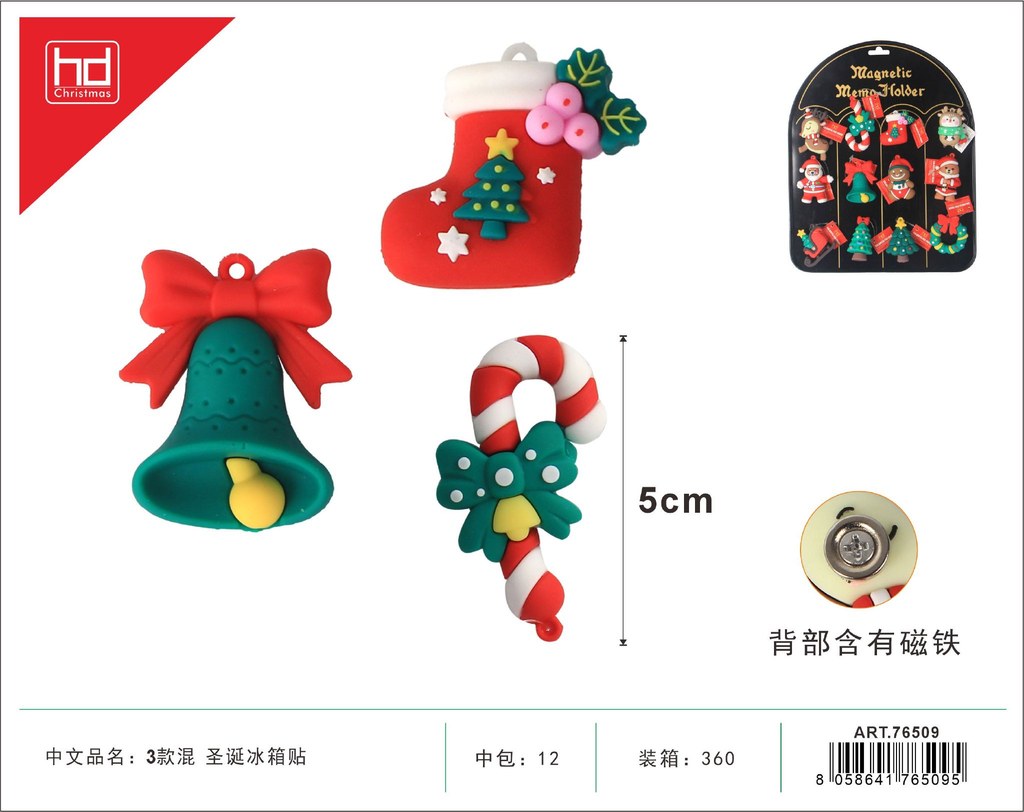 hd
Christmas
Magnetic
Memo Holder
5cm
背部含有磁铁
中文品名：3款混 圣诞冰箱贴
中包：12
装箱：360
ART.76509
8 058641 765095